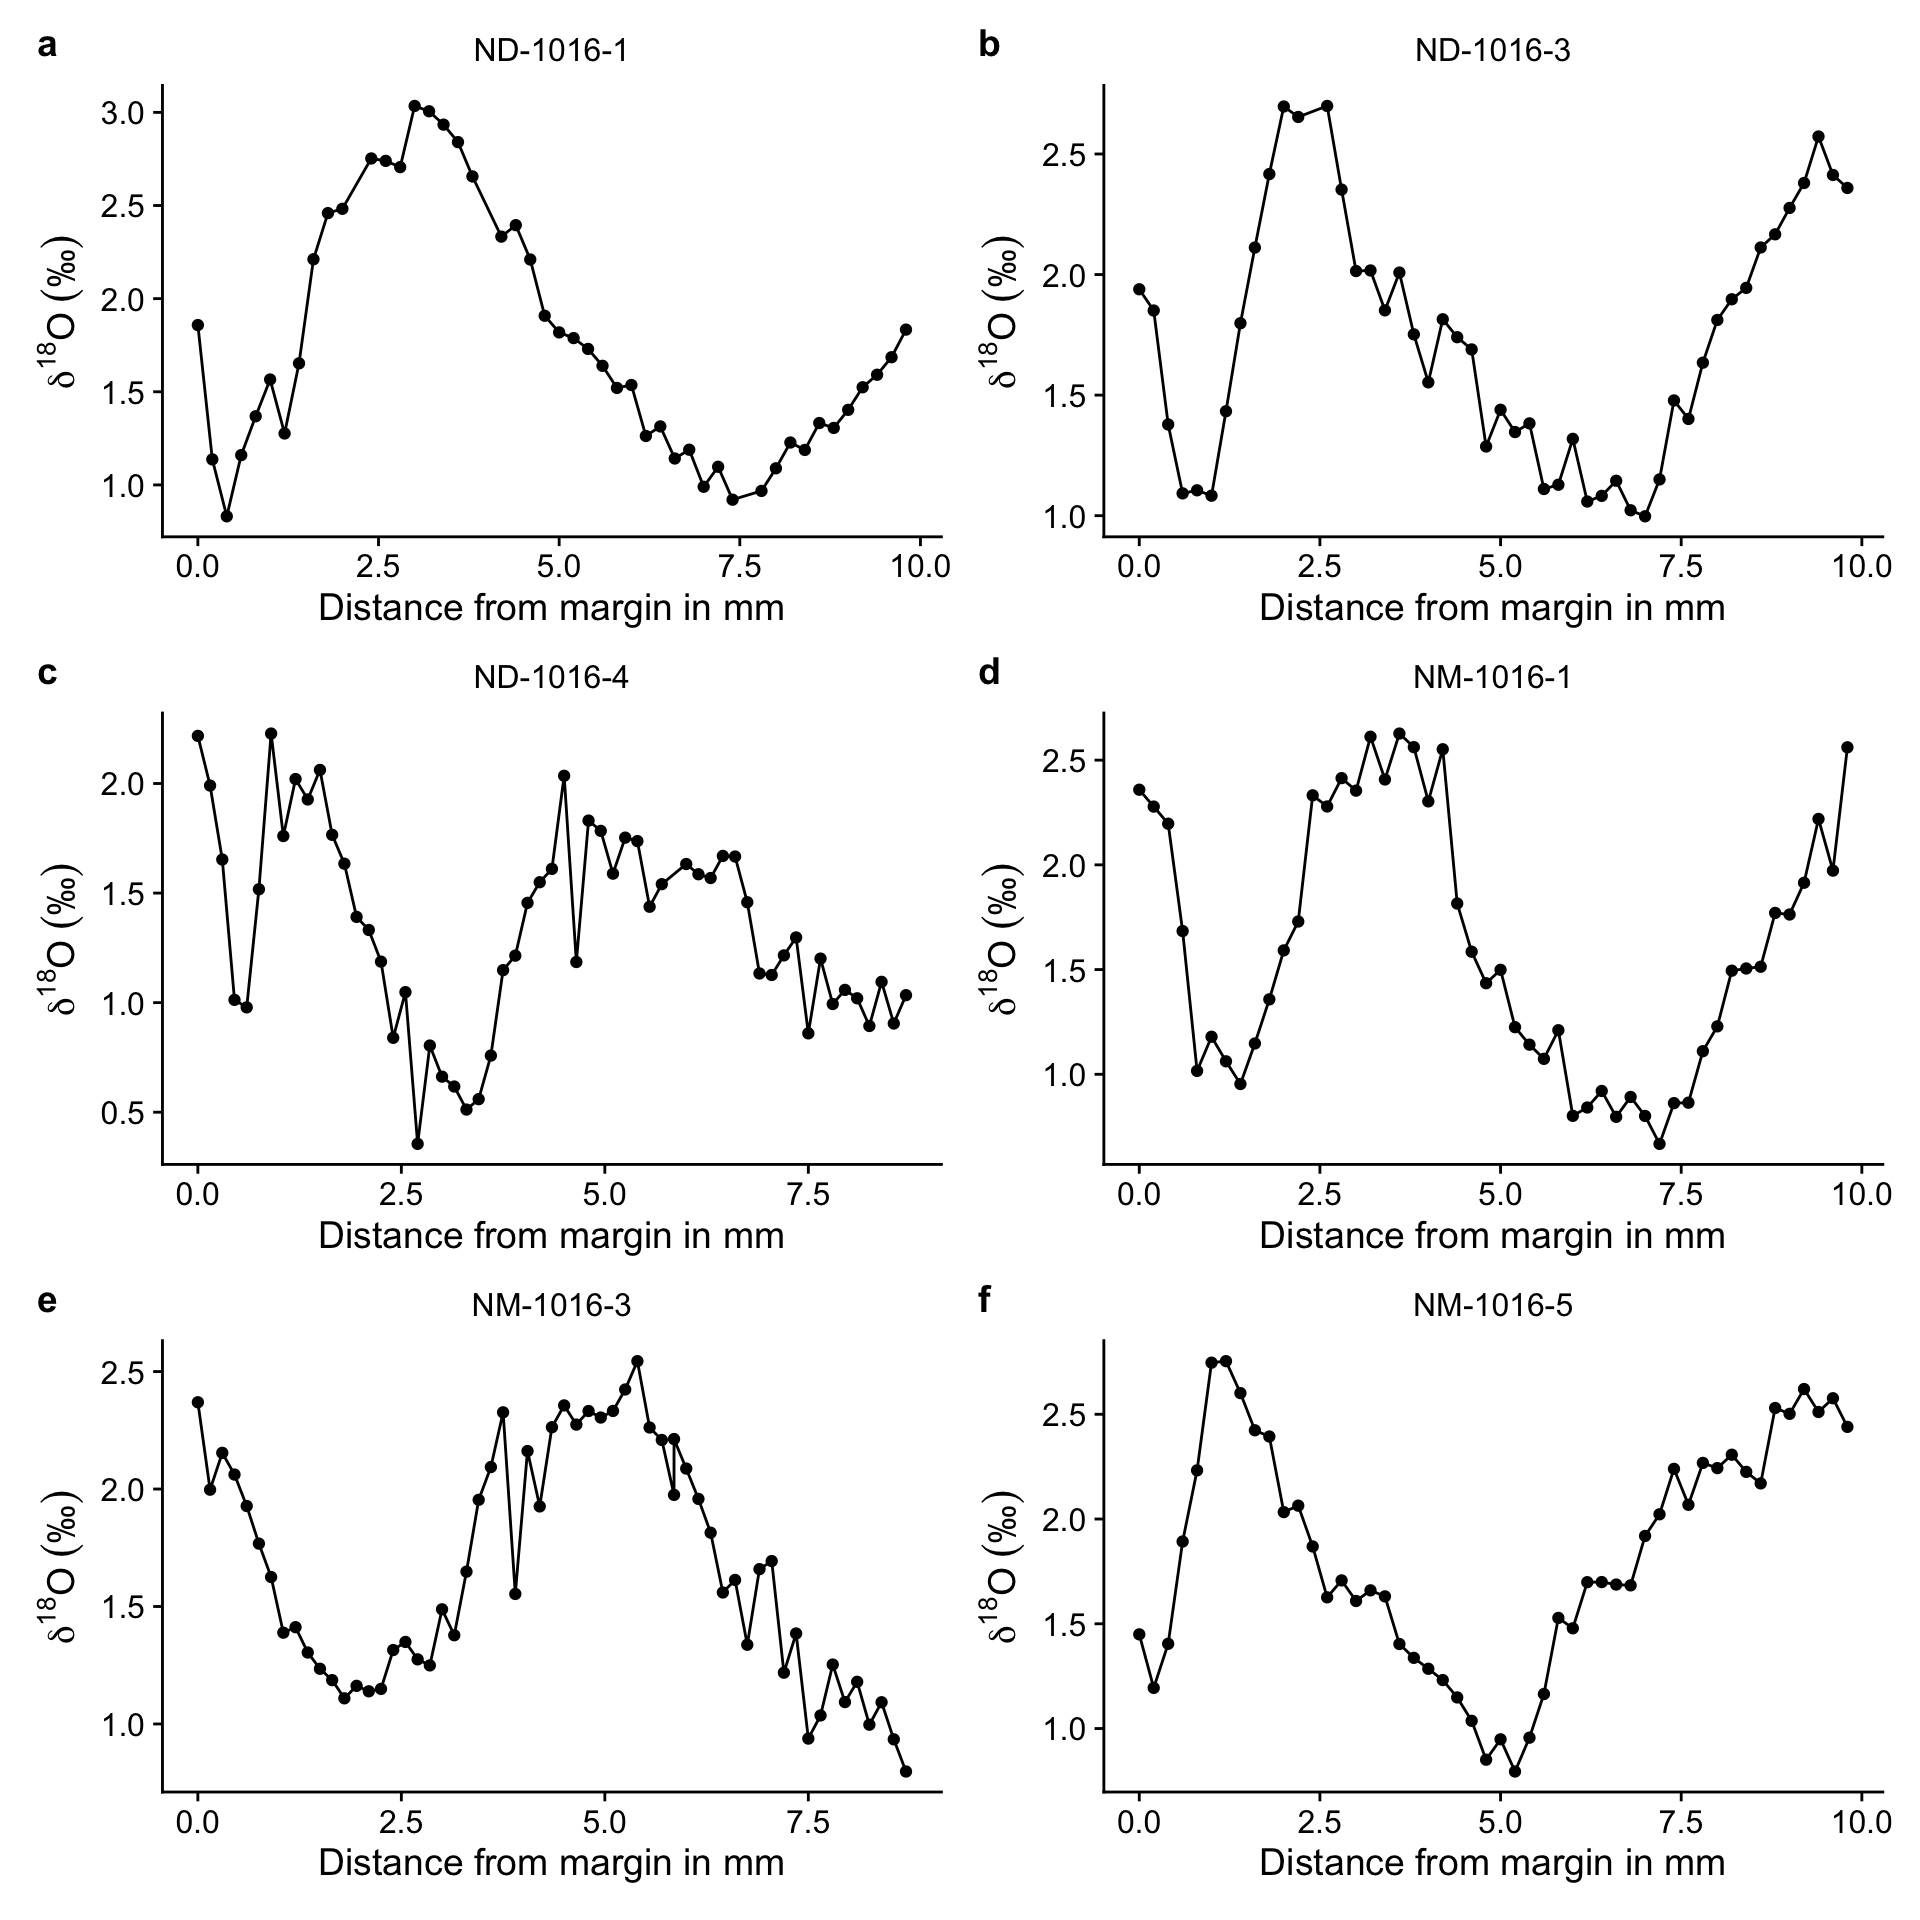 a
ND-1016-1
3.0
2.5
2.0
1.5
1.0
δ¹⁸O (‰)
0.0 2.5 5.0 7.5 10.0
Distance from margin in mm
b
ND-1016-3
2.5
2.0
1.5
1.0
δ¹⁸O (‰)
0.0 2.5 5.0 7.5 10.0
Distance from margin in mm
c
ND-1016-4
2.0
1.5
1.0
0.5
δ¹⁸O (‰)
0.0 2.5 5.0 7.5
Distance from margin in mm
d
NM-1016-1
2.5
2.0
1.5
1.0
δ¹⁸O (‰)
0.0 2.5 5.0 7.5 10.0
Distance from margin in mm
e
NM-1016-3
2.5
2.0
1.5
1.0
δ¹⁸O (‰)
0.0 2.5 5.0 7.5
Distance from margin in mm
f
NM-1016-5
2.5
2.0
1.5
1.0
δ¹⁸O (‰)
0.0 2.5 5.0 7.5 10.0
Distance from margin in mm